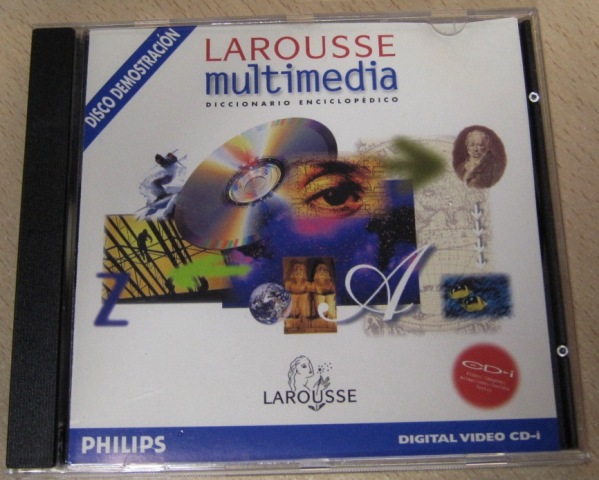 DISCO DEMOSTRACIÓN
LAROUSSE
multimedia
DICCIONARIO ENCICLOPÉDICO
Z
A
CD-i
LAROUSSE
PHILIPS
DIGITAL VIDEO CD-i